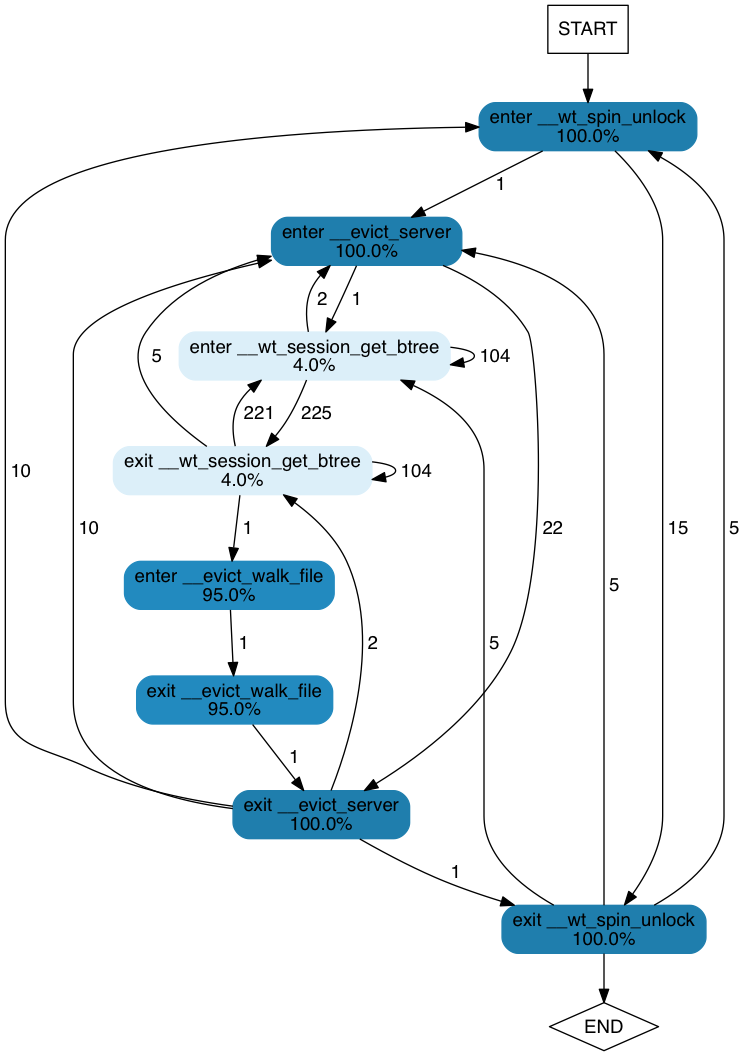 START
enter __wt_spin_unlock
100.0%
1
enter __evict_server
100.0%
2
1
enter __wt_session_get_btree
4.0%
5
104
221
225
exit __wt_session_get_btree
4.0%
104
10
10
1
22
15
5
enter __evict_walk_file
95.0%
5
1
2
5
exit __evict_walk_file
95.0%
1
exit __evict_server
100.0%
1
exit __wt_spin_unlock
100.0%
END